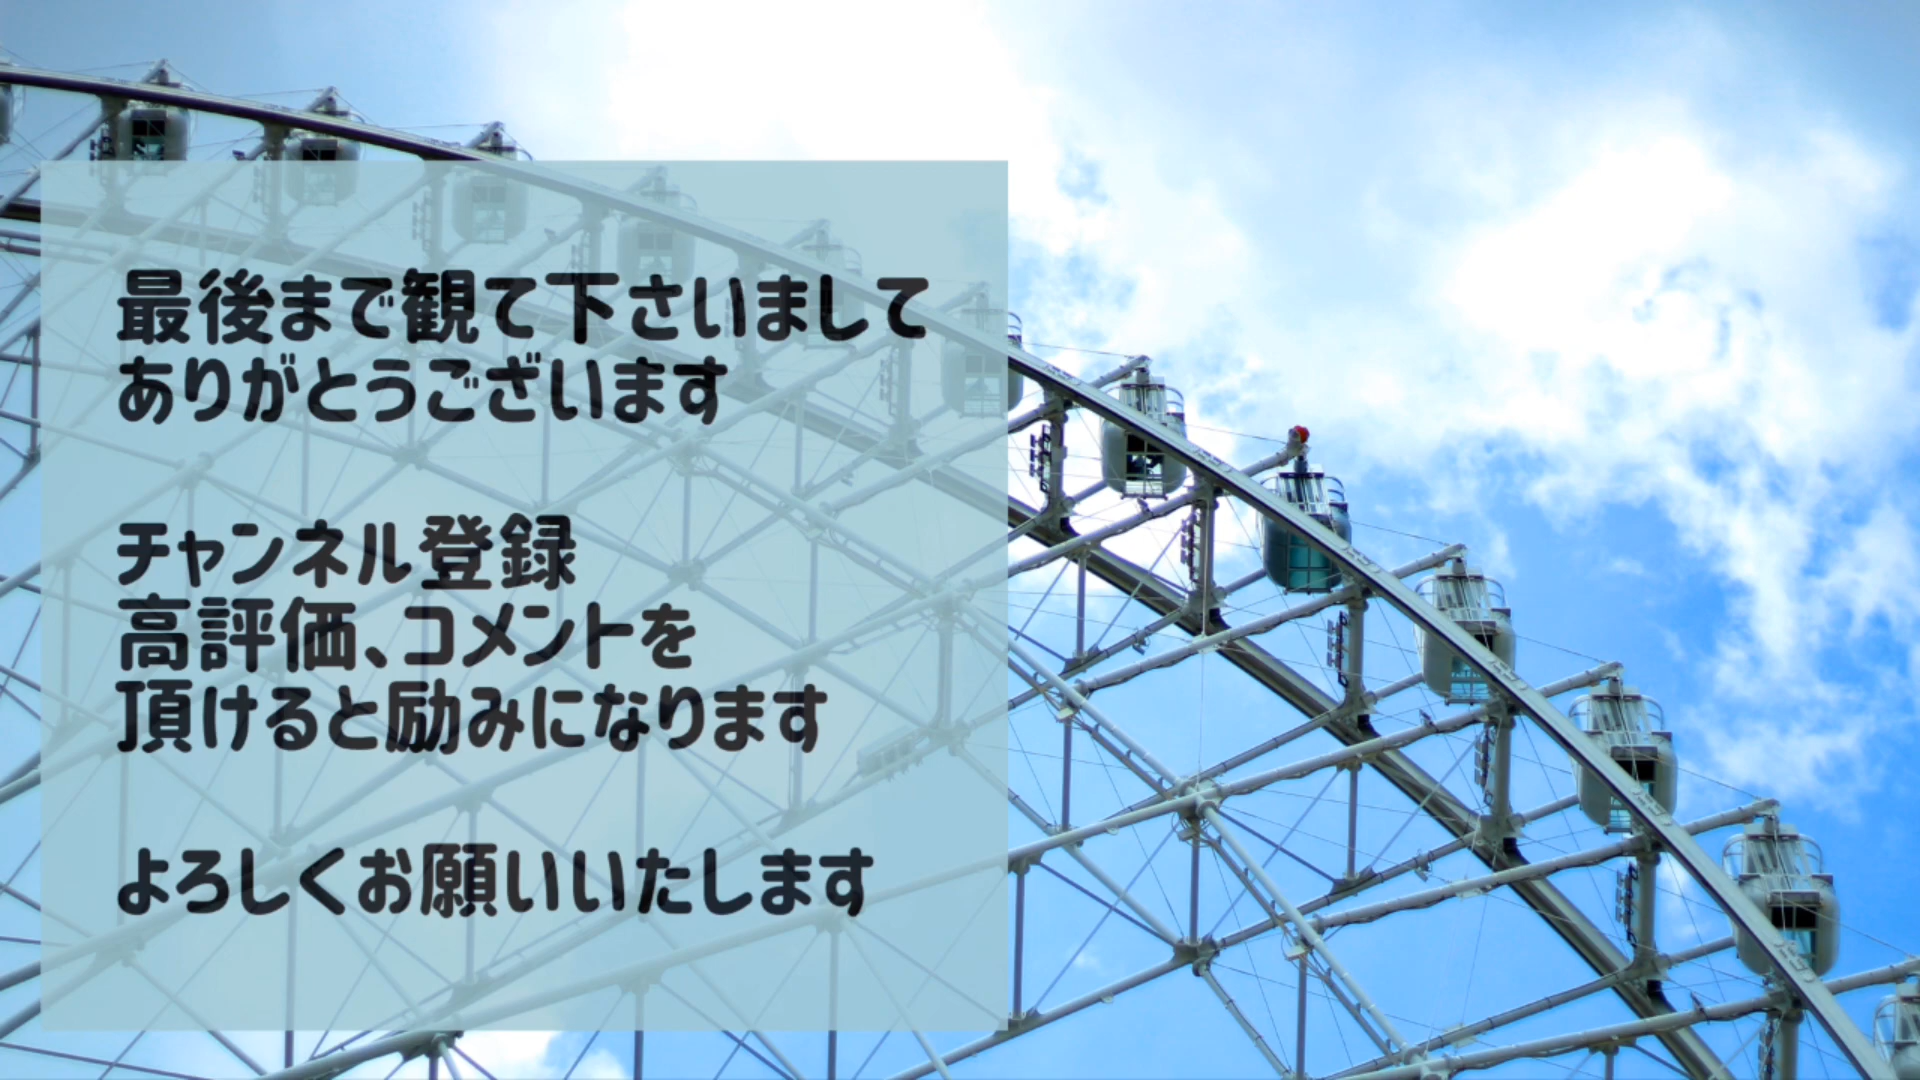 最後まで観て下さいまして
ありがとうございます
チャンネル登録
高評価、コメントを
頂けると励みになります
よろしくお願いいたします